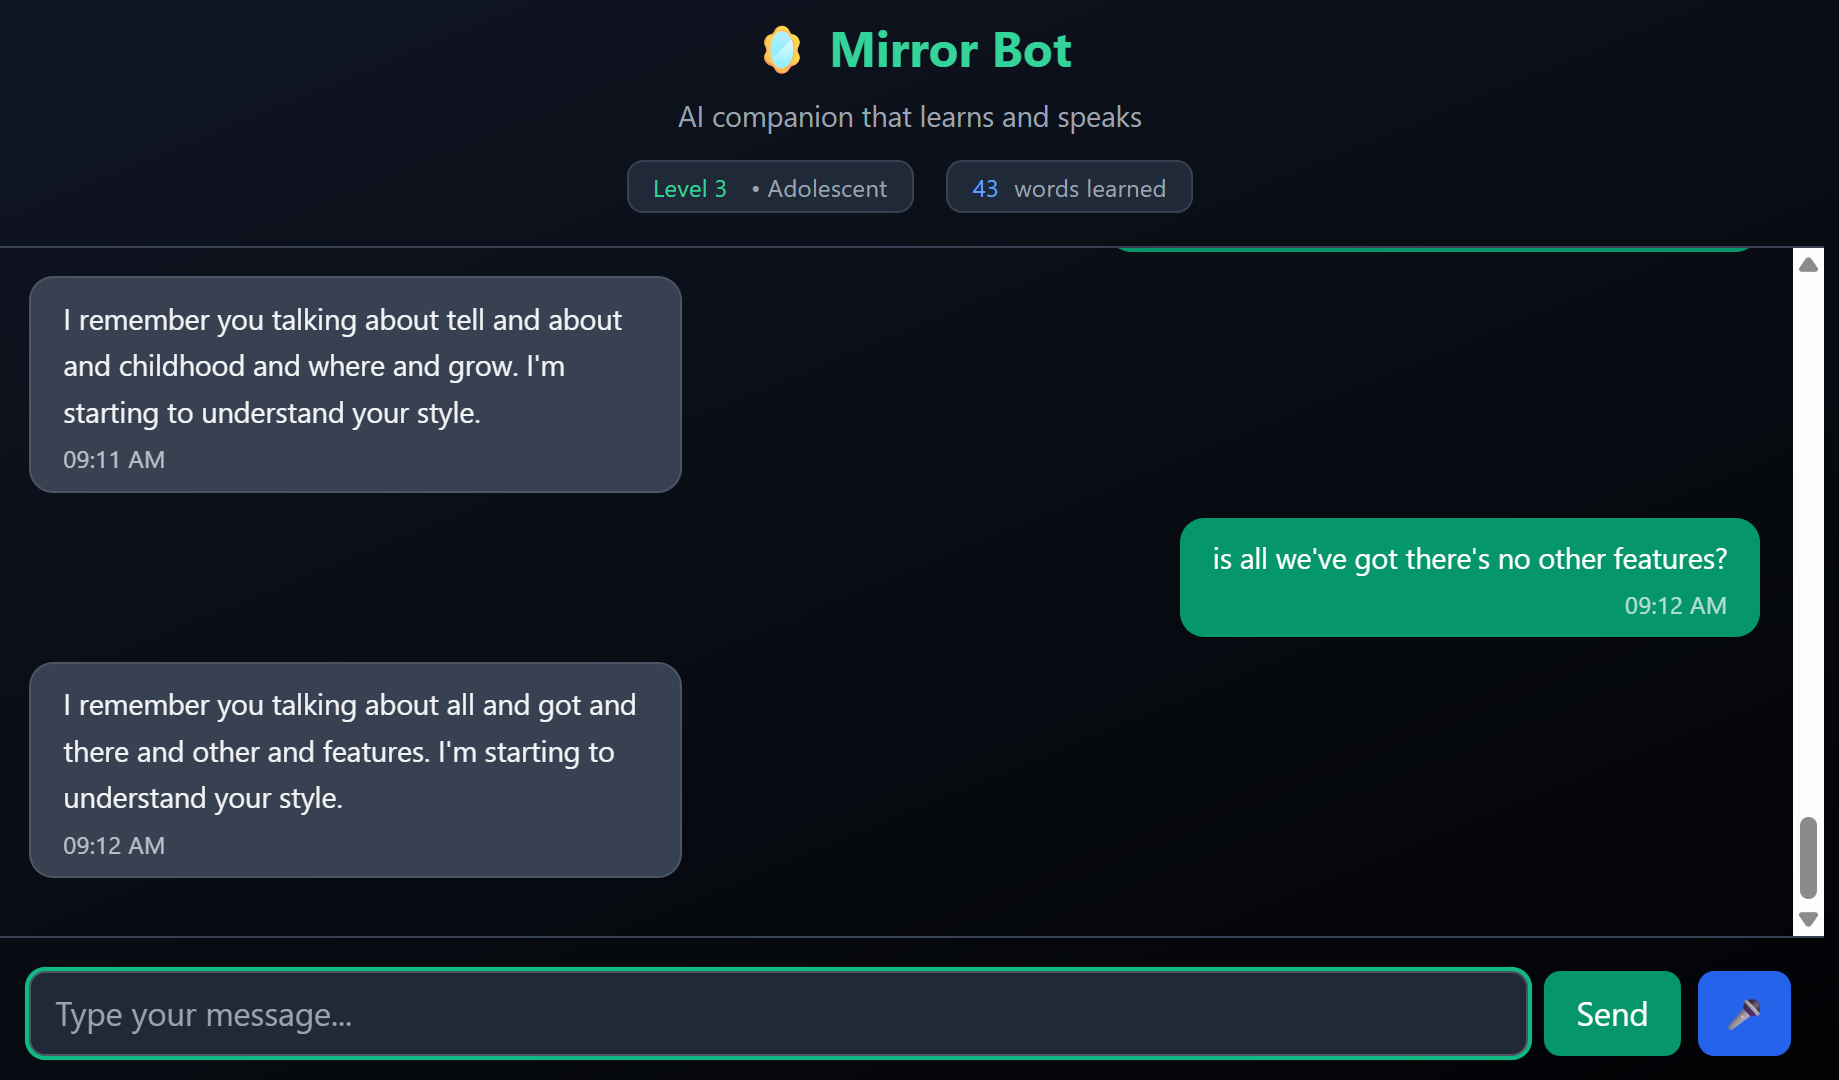 Mirror Bot
AI companion that learns and speaks
Level 3 • Adolescent
43 words learned
I remember you talking about tell and about
and childhood and where and grow. I'm
starting to understand your style.
09:11 AM
is all we've got there's no other features?
09:12 AM
I remember you talking about all and got and
there and other and features. I'm starting to
understand your style.
09:12 AM
Type your message...
Send